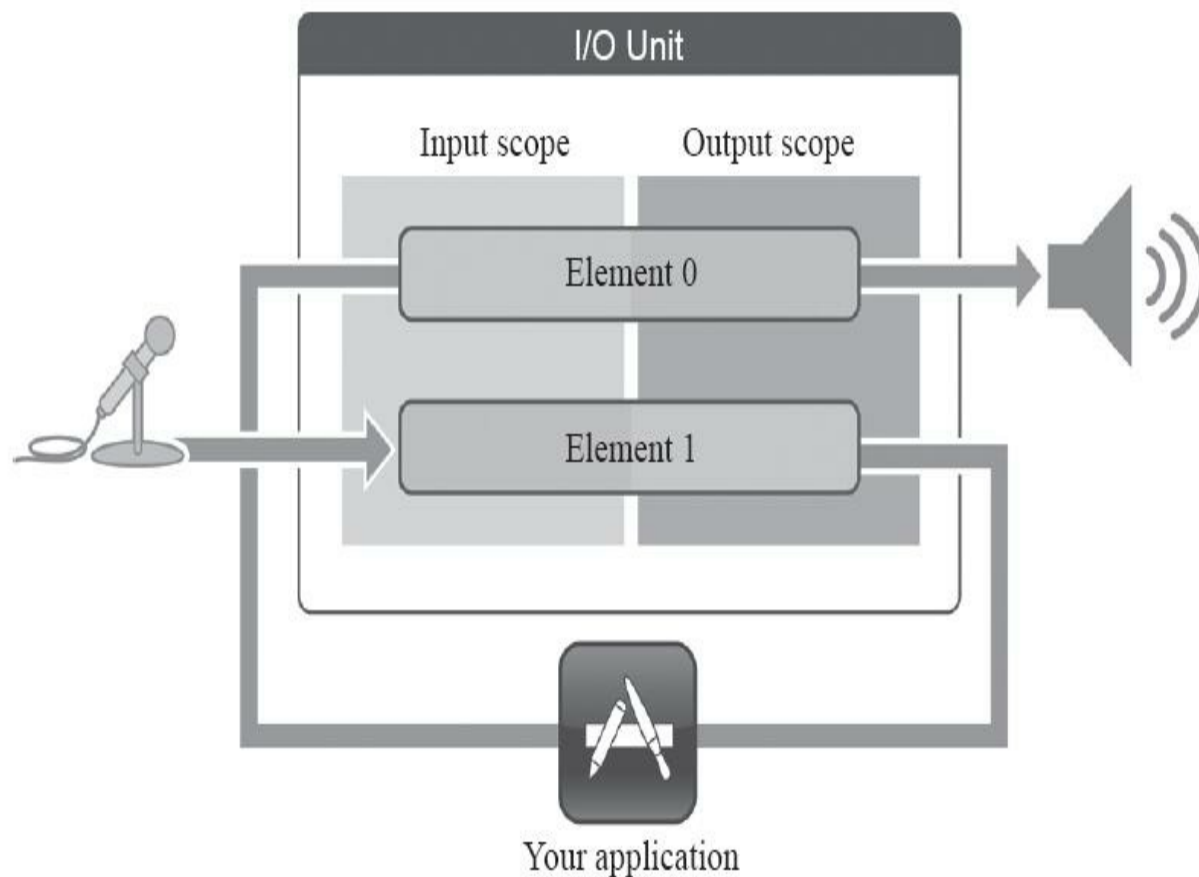 I/O Unit
Input scope
Output scope
Element 0
Element 1
Your application